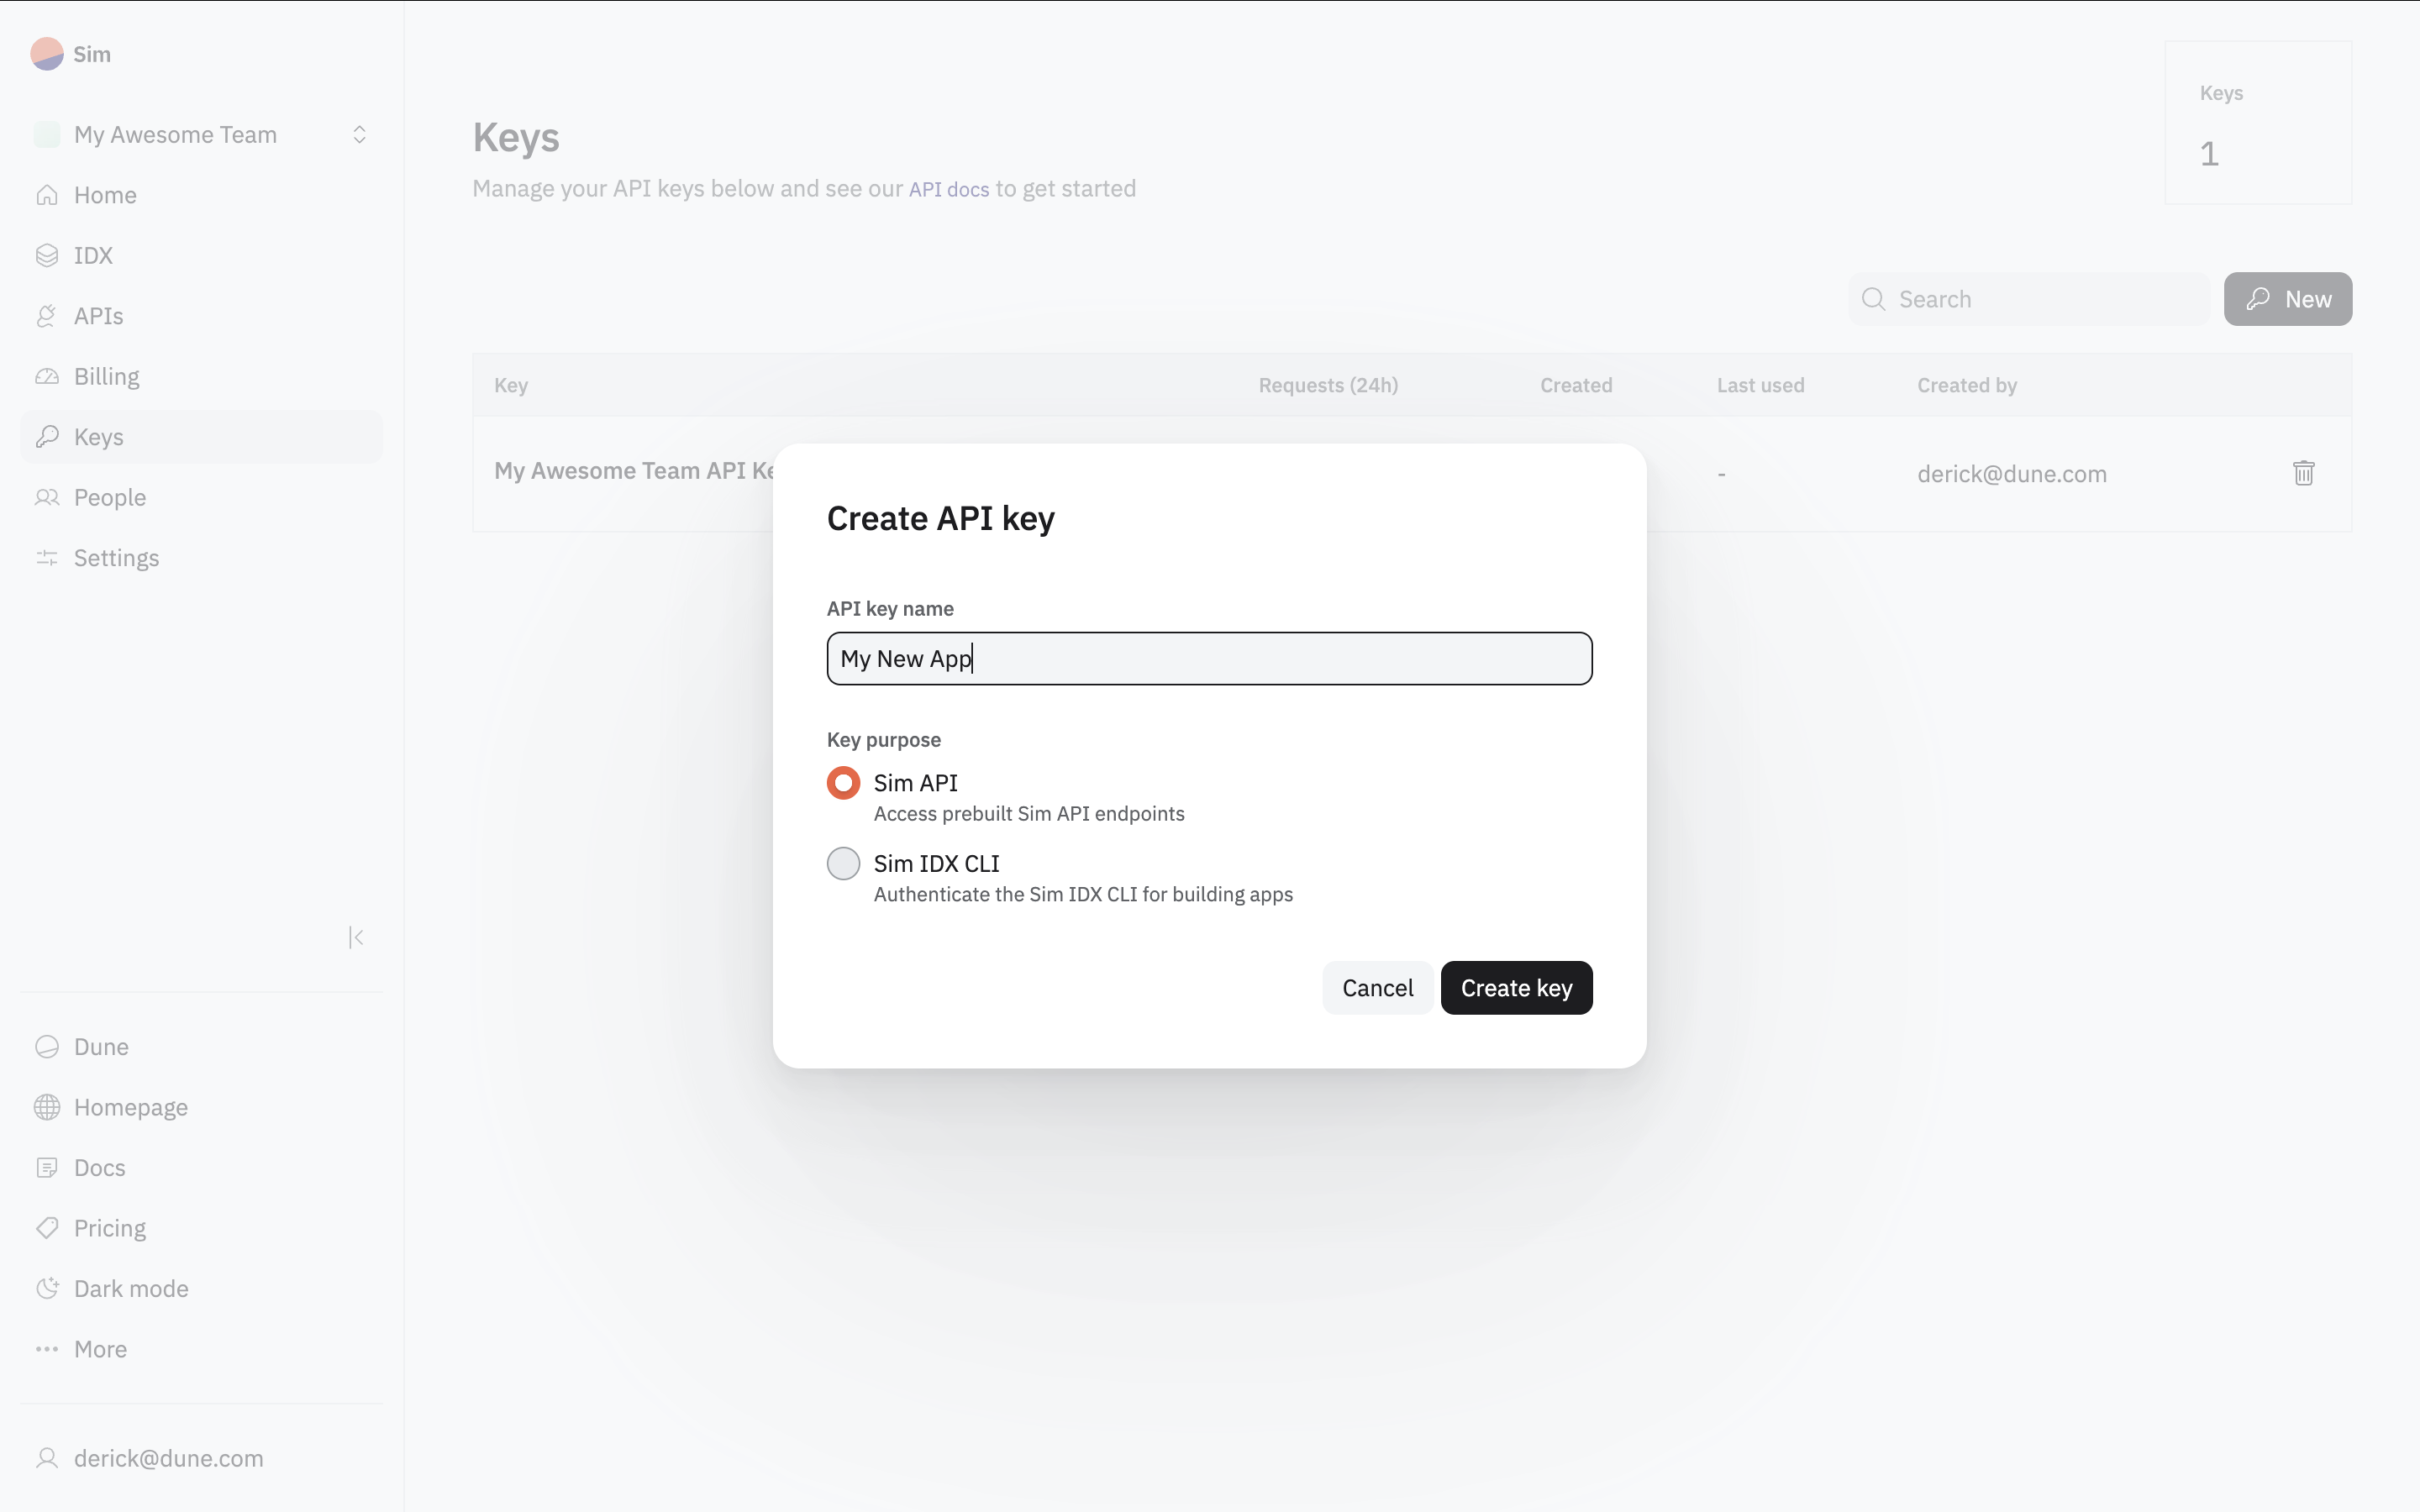 Sim
My Awesome Team
Home
IDX
APIs
Billing
Keys
People
Settings
Dune
Homepage
Docs
Pricing
Dark mode
More
derick@dune.com
Keys
Manage your API keys below and see our API docs to get started
Keys
1
Search
New
Key Requests (24h) Created Last used Created by
My Awesome Team API - derick@dune.com
Create API key
API key name
My New App
Key purpose
Sim API
Access prebuilt Sim API endpoints
Sim IDX CLI
Authenticate the Sim IDX CLI for building apps
Cancel Create key